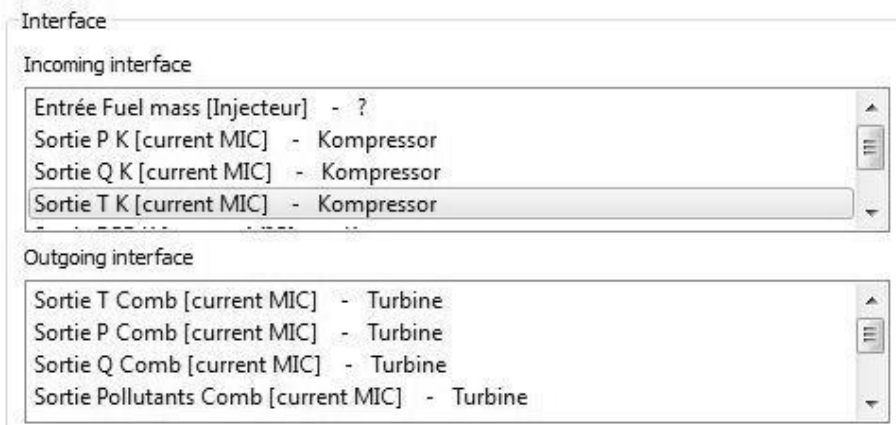 Interface
Incoming interface
Entrée Fuel mass [Injecteur] - ?
Sortie P K [current MIC] - Kompressor
Sortie Q K [current MIC] - Kompressor
Sortie T K [current MIC] - Kompressor
Outgoing interface
Sortie T Comb [current MIC] - Turbine
Sortie P Comb [current MIC] - Turbine
Sortie Q Comb [current MIC] - Turbine
Sortie Pollutants Comb [current MIC] - Turbine